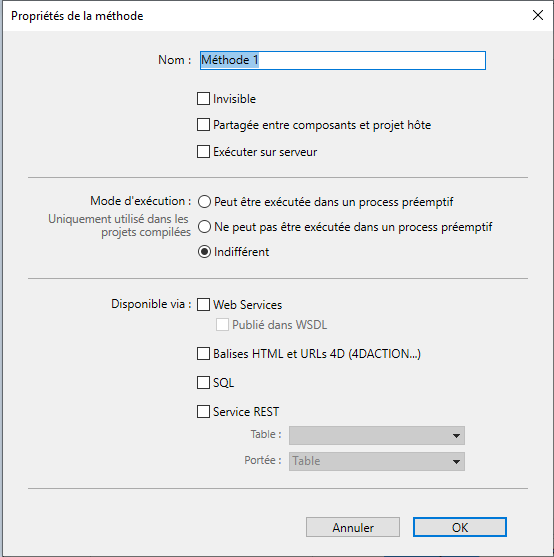 Propriétés de la méthode
Nom : Méthode 1
Invisible
Partagée entre composants et projet hôte
Exécuter sur serveur
Mode d'exécution : Peut être exécutée dans un process préemptif
Uniquement utilisé dans les
projets compilées
Ne peut pas être exécutée dans un process préemptif
Indifférent
Disponible via : Web Services
Publié dans WSDL
Balises HTML et URLs 4D (4DACTION...)
SQL
Service REST
Table :
Portée : Table
Annuler OK